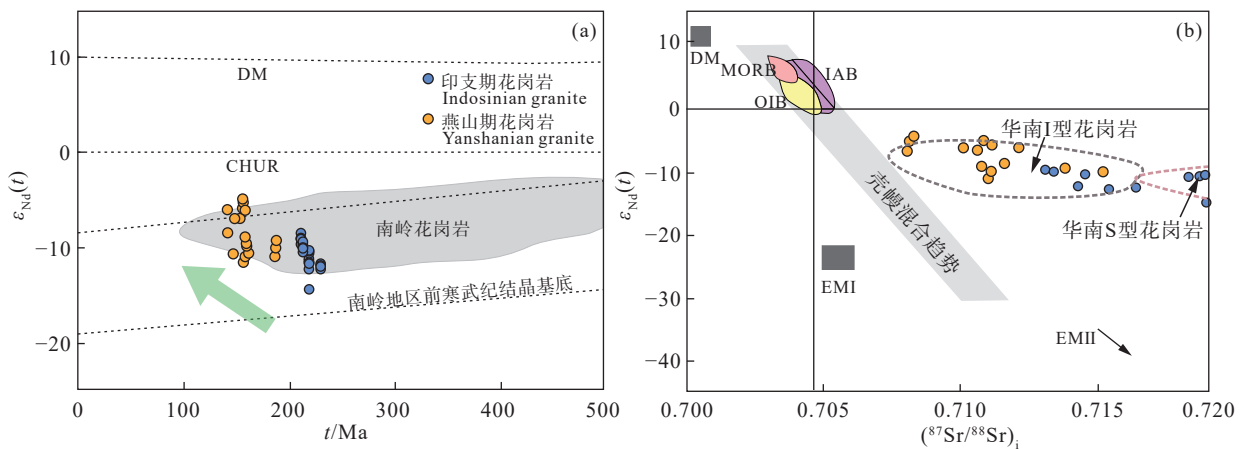 (a)
10
0
−10
−20
εNd(t)
DM
印支期花岗岩
Indosinian granite
燕山期花岗岩
Yanshanian granite
CHUR
南岭花岗岩
南岭地区前寒武纪结晶基底
0
100
200
300
400
500
t/Ma
(b)
10
0
−10
−20
−30
−40
εNd(t)
DM
MORB
IAB
OIB
华南I型花岗岩
华南S型花岗岩
壳幔混合趋势
EMI
EMII
0.700
0.705
0.710
0.715
0.720
(⁸⁷Sr/⁸⁸Sr)i